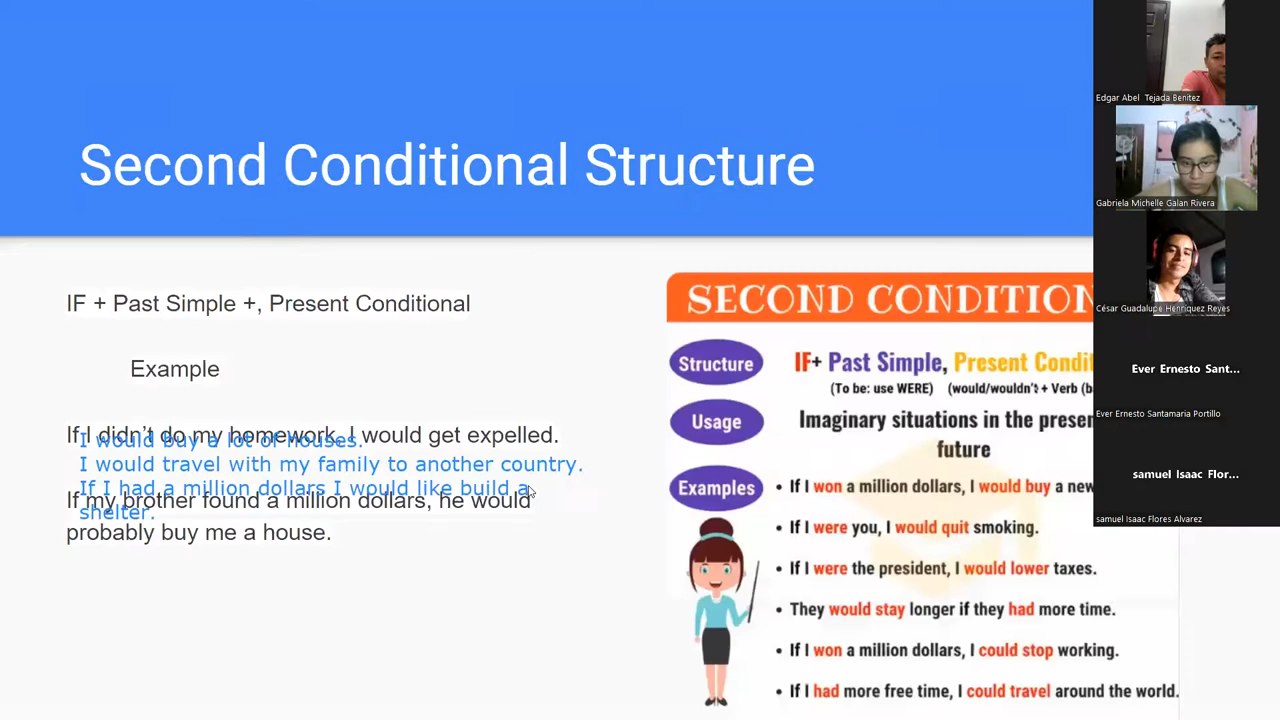 Second Conditional Structure
IF + Past Simple +, Present Conditional
Example
If I didn't do my homework, I would get expelled.
I would buy a lot of houses.
I would travel with my family to another country.
If I had a million dollars I would like build a
shelter.
If my brother found a million dollars, he would
probably buy me a house.
SECOND CONDITION
Structure
IF+ Past Simple, Present Condit
(To be: use WERE) (would/wouldn't + Verb (b
Usage
Imaginary situations in the presen
future
Examples
• If I won a million dollars, I would buy a new
• If I were you, I would quit smoking.
• If I were the president, I would lower taxes.
• They would stay longer if they had more time.
• If I won a million dollars, I could stop working.
• If I had more free time, I could travel around the world.
Edgar Abel Tejada Benitez
Gabriela Michelle Galan Rivera
César Guadalupe Henriquez Reyes
Ever Ernesto Sant...
Ever Ernesto Santamaria Portillo
samuel Isaac Flor...
samuel Isaac Flores Alvarez